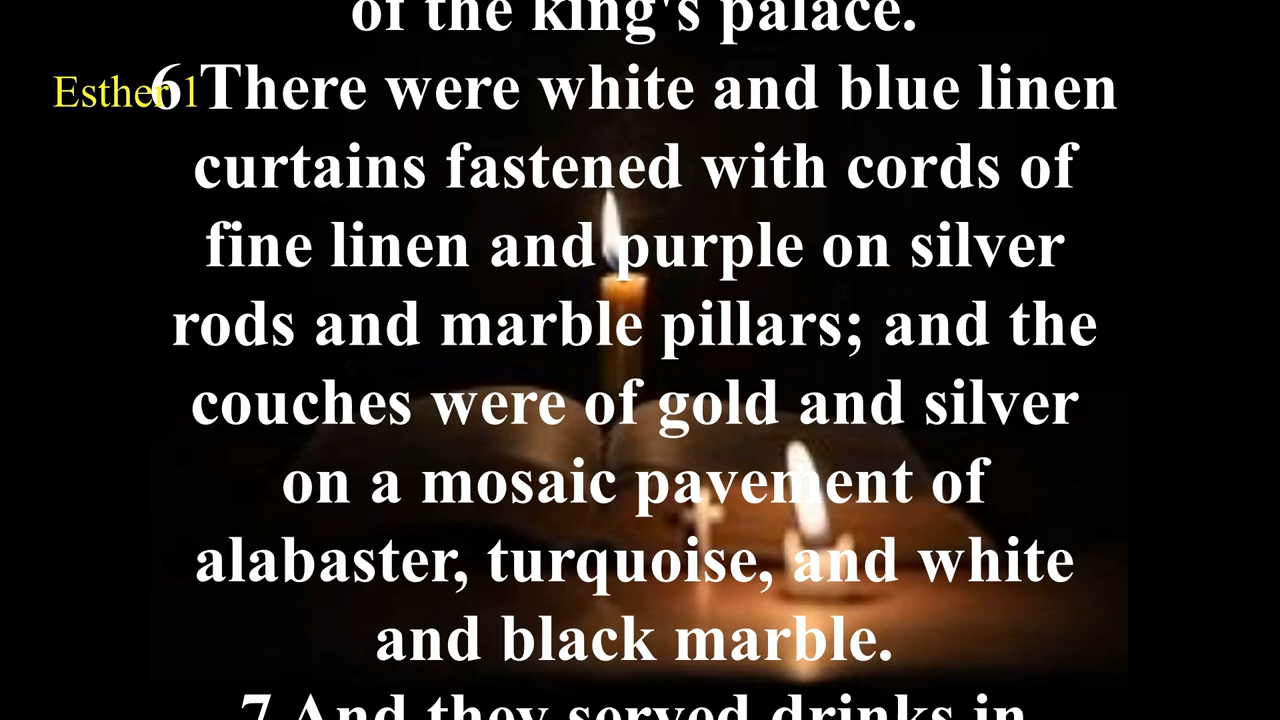 of the king's palace.
Esther 1
6 There were white and blue linen
curtains fastened with cords of
fine linen and purple on silver
rods and marble pillars; and the
couches were of gold and silver
on a mosaic pavement of
alabaster, turquoise, and white
and black marble.
7 And they served drinks in